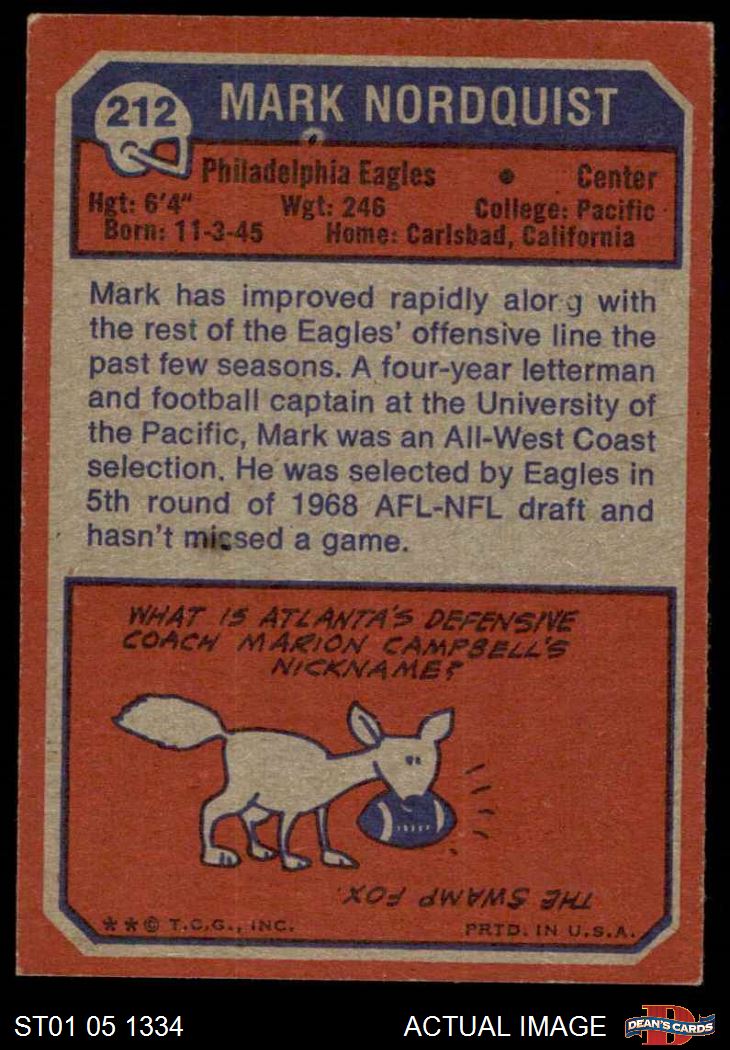 212
MARK NORDQUIST
Philadelphia Eagles • Center
Hgt: 6'4" Wgt: 246 College: Pacific
Born: 11-3-45 Home: Carlsbad, California
Mark has improved rapidly along with
the rest of the Eagles' offensive line the
past few seasons. A four-year letterman
and football captain at the University of
the Pacific, Mark was an All-West Coast
selection. He was selected by Eagles in
5th round of 1968 AFL-NFL draft and
hasn't missed a game.
WHAT IS ATLANTA'S DEFENSIVE
COACH MARION CAMPBELL'S
NICKNAME?
THE SWAMP FOX.
**© T.C.G., INC. PRTD. IN U.S.A.
ST01 05 1334 ACTUAL IMAGE
D
DEAN'S CARDS